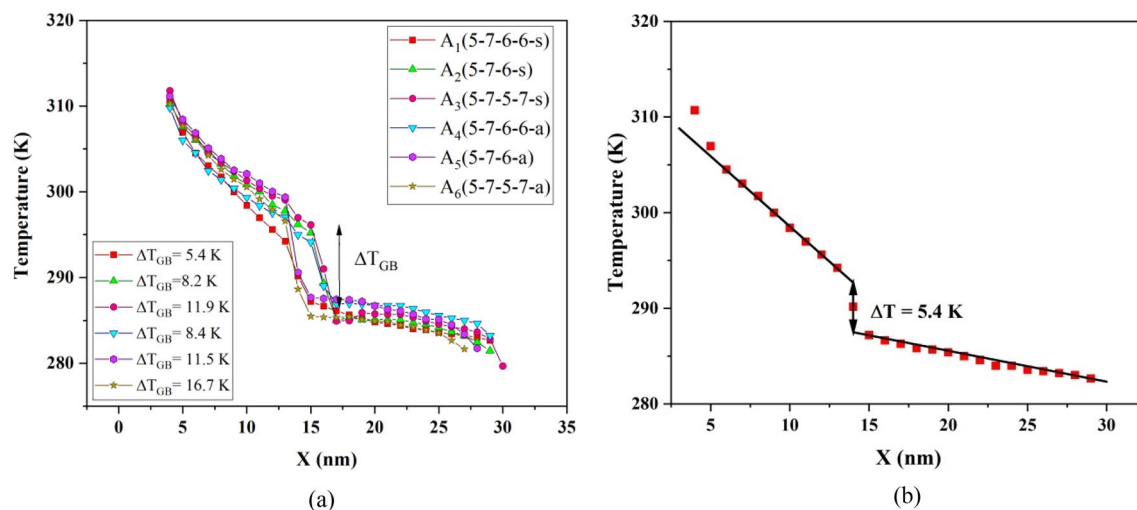 320
310
300
290
280
Temperature (K)
A1(5-7-6-6-s)
A2(5-7-6-s)
A3(5-7-5-7-s)
A4(5-7-6-6-a)
A5(5-7-6-a)
A6(5-7-5-7-a)
ΔTGB
ΔTGB= 5.4 K
ΔTGB=8.2 K
ΔTGB= 11.9 K
ΔTGB= 8.4 K
ΔTGB= 11.5 K
ΔTGB= 16.7 K
0 5 10 15 20 25 30 35
X (nm)
(a)
320
310
300
290
280
Temperature (K)
ΔT = 5.4 K
5 10 15 20 25 30
X (nm)
(b)